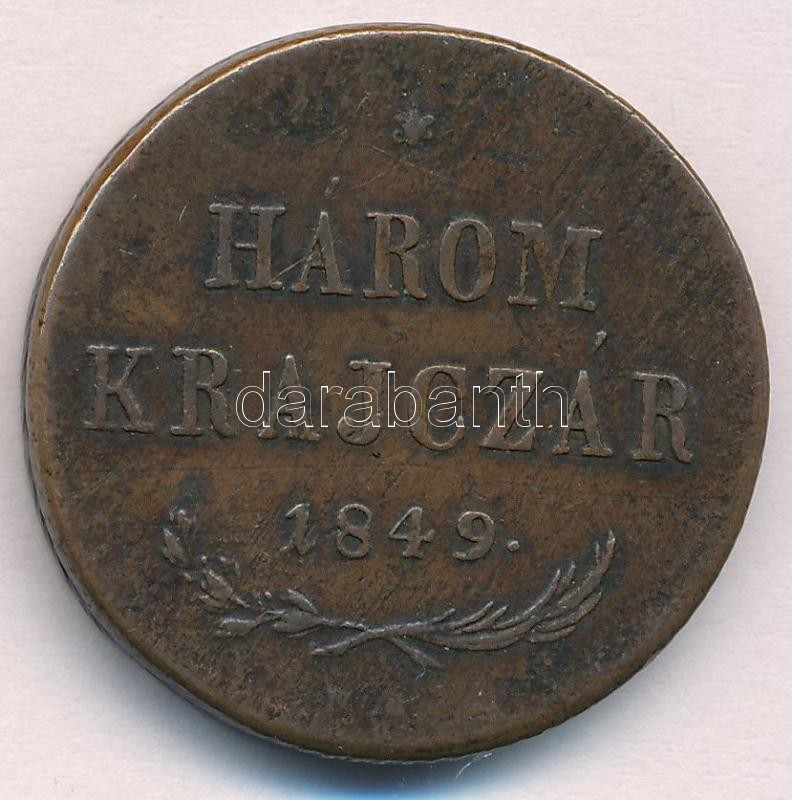 HÁROM
KRAJCZÁR
darabanth
1849.